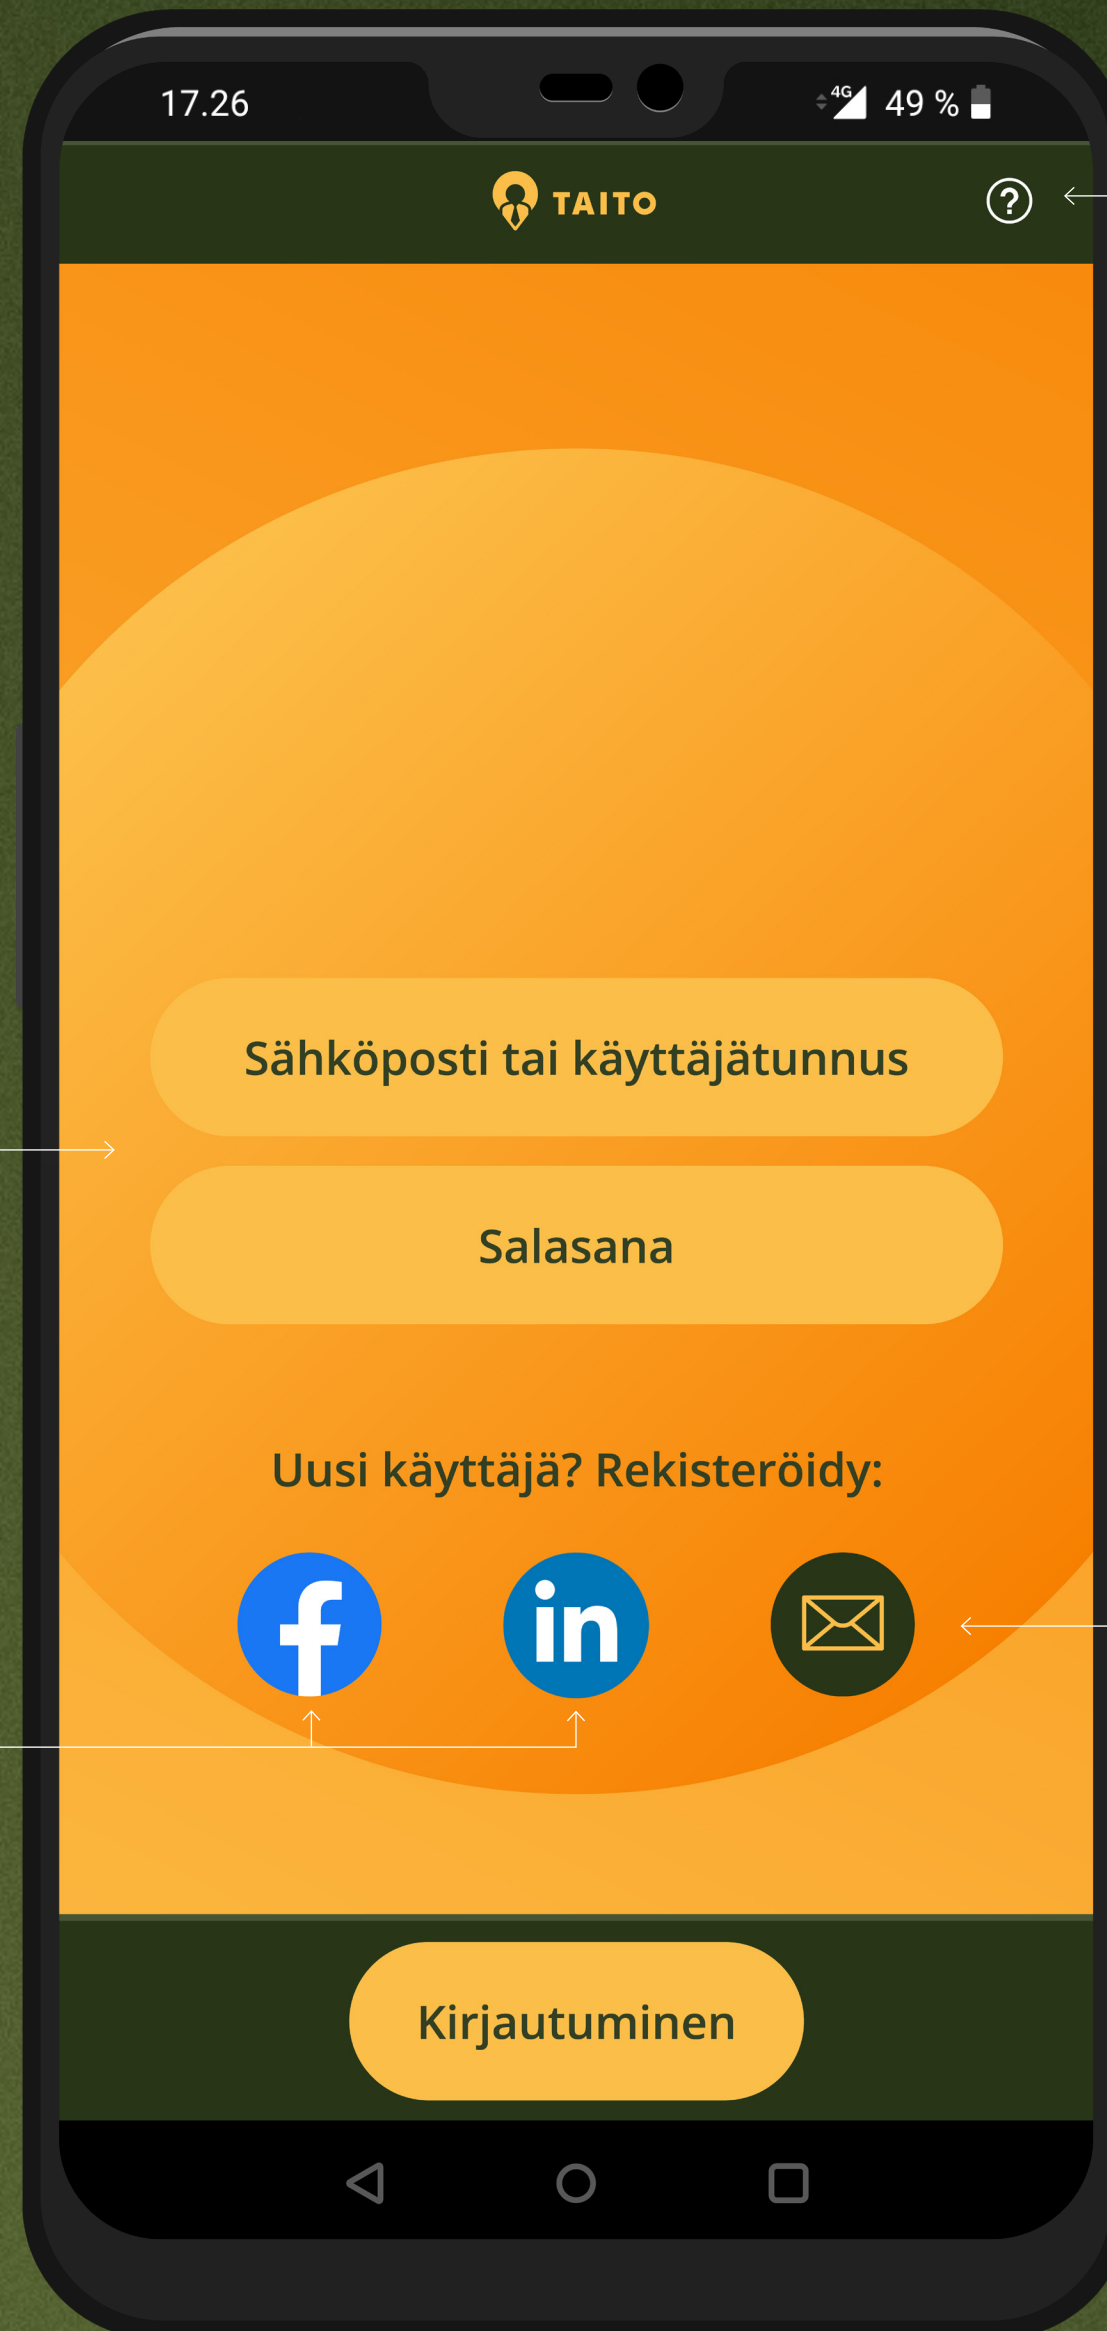 17.26
4G 49 %
TAITO
?
Sähköposti tai käyttäjätunnus
Salasana
Uusi käyttäjä? Rekisteröidy:
f
in
Kirjautuminen